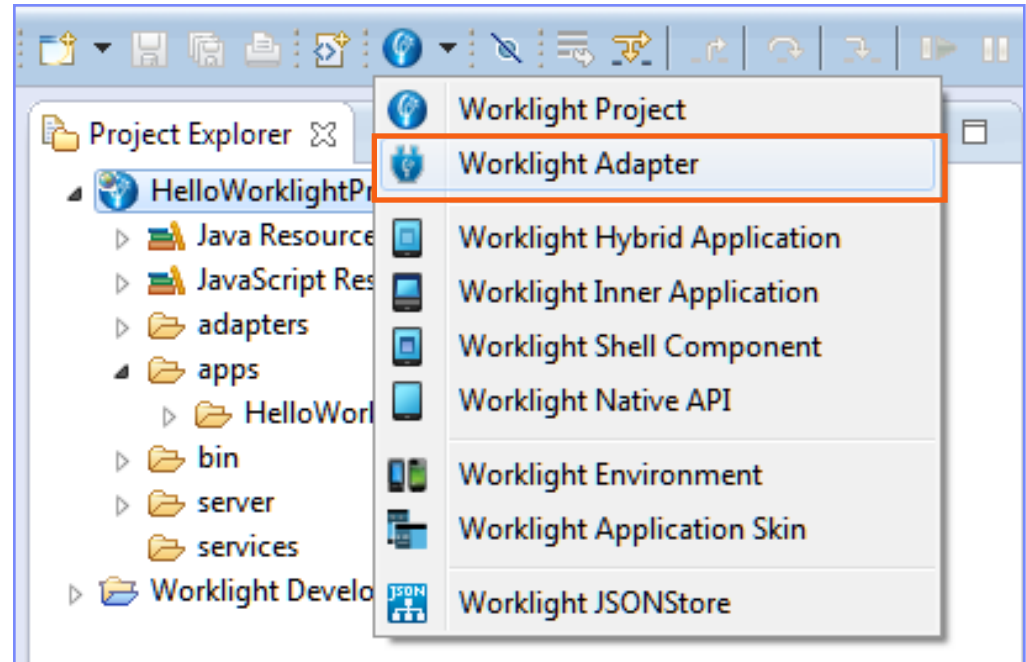 Project Explorer
HelloWorklightPr
Java Resource
JavaScript Res
adapters
apps
HelloWorl
bin
server
services
Worklight Develo
Worklight Project
Worklight Adapter
Worklight Hybrid Application
Worklight Inner Application
Worklight Shell Component
Worklight Native API
Worklight Environment
Worklight Application Skin
JSON
Worklight JSONStore